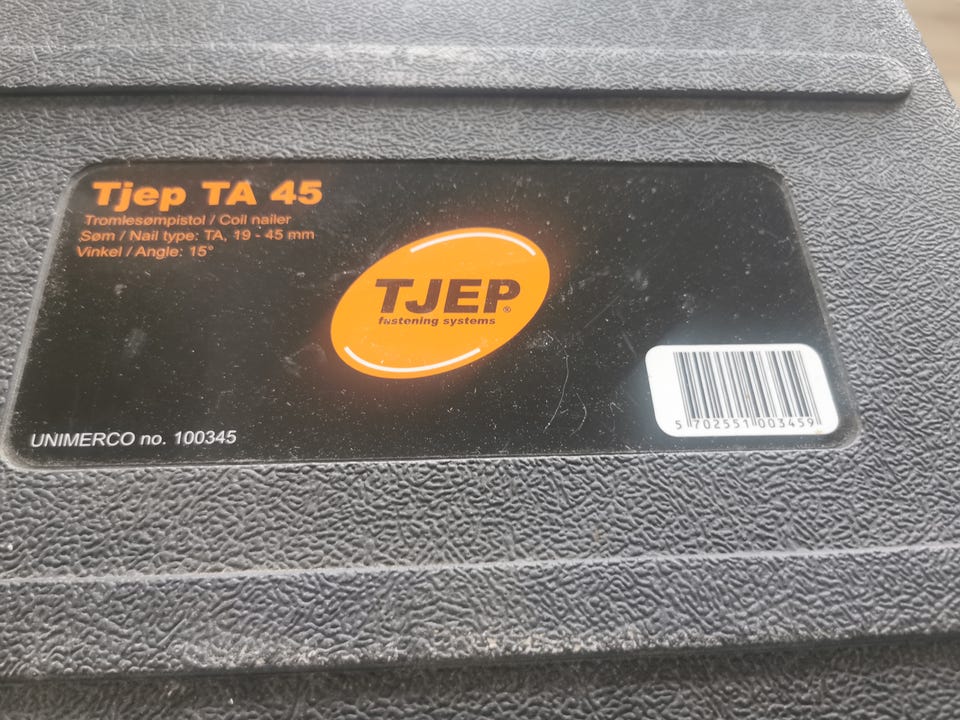 Tjep TA 45
Tromlesømpistol / Coil nailer
Søm / Nail type: TA, 19 - 45 mm
Vinkel / Angle: 15°
TJEP®
fastening systems
UNIMERCO no. 100345
5 702551 003459